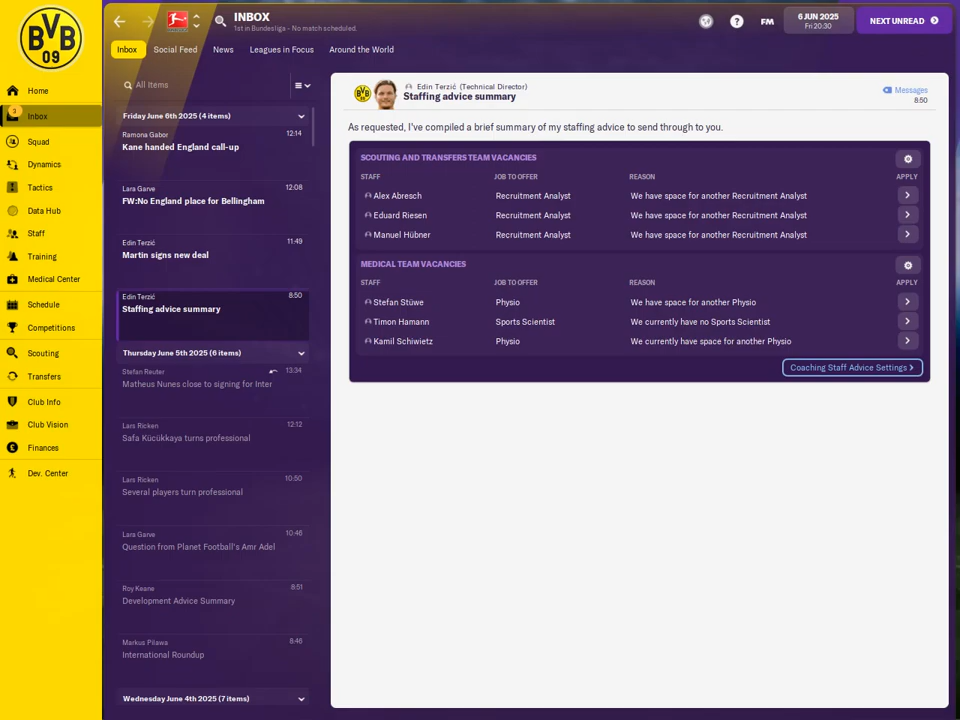 BVB
09
Home
3
Inbox
Squad
Dynamics
Tactics
Data Hub
Staff
Training
Medical Center
Schedule
Competitions
Scouting
Transfers
Club Info
Club Vision
Finances
Dev. Center
INBOX
1st in Bundesliga - No match scheduled.
?
FM
6 JUN 2025
Fri 20:30
NEXT UNREAD
Inbox
Social Feed
News
Leagues in Focus
Around the World
All Items
Friday June 6th 2025 (4 items)
Ramona Gabor 12:14
Kane handed England call-up
Lara Garve 12:08
FW:No England place for Bellingham
Edin Terzić 11:49
Martin signs new deal
Edin Terzić 8:50
Staffing advice summary
Thursday June 5th 2025 (6 items)
Stefan Reuter 13:34
Matheus Nunes close to signing for Inter
Lars Ricken 12:12
Safa Kücükkaya turns professional
Lars Ricken 10:50
Several players turn professional
Lara Garve 10:46
Question from Planet Football's Amr Adel
Roy Keane 8:51
Development Advice Summary
Markus Pilawa 8:46
International Roundup
Wednesday June 4th 2025 (7 items)
Edin Terzić (Technical Director)
Staffing advice summary
Messages
8:50
As requested, I've compiled a brief summary of my staffing advice to send through to you.
SCOUTING AND TRANSFERS TEAM VACANCIES
STAFF JOB TO OFFER REASON APPLY
Alex Abresch Recruitment Analyst We have space for another Recruitment Analyst
Eduard Riesen Recruitment Analyst We have space for another Recruitment Analyst
Manuel Hübner Recruitment Analyst We have space for another Recruitment Analyst
MEDICAL TEAM VACANCIES
STAFF JOB TO OFFER REASON APPLY
Stefan Stüwe Physio We have space for another Physio
Timon Hamann Sports Scientist We currently have no Sports Scientist
Kamil Schiwietz Physio We currently have space for another Physio
Coaching Staff Advice Settings